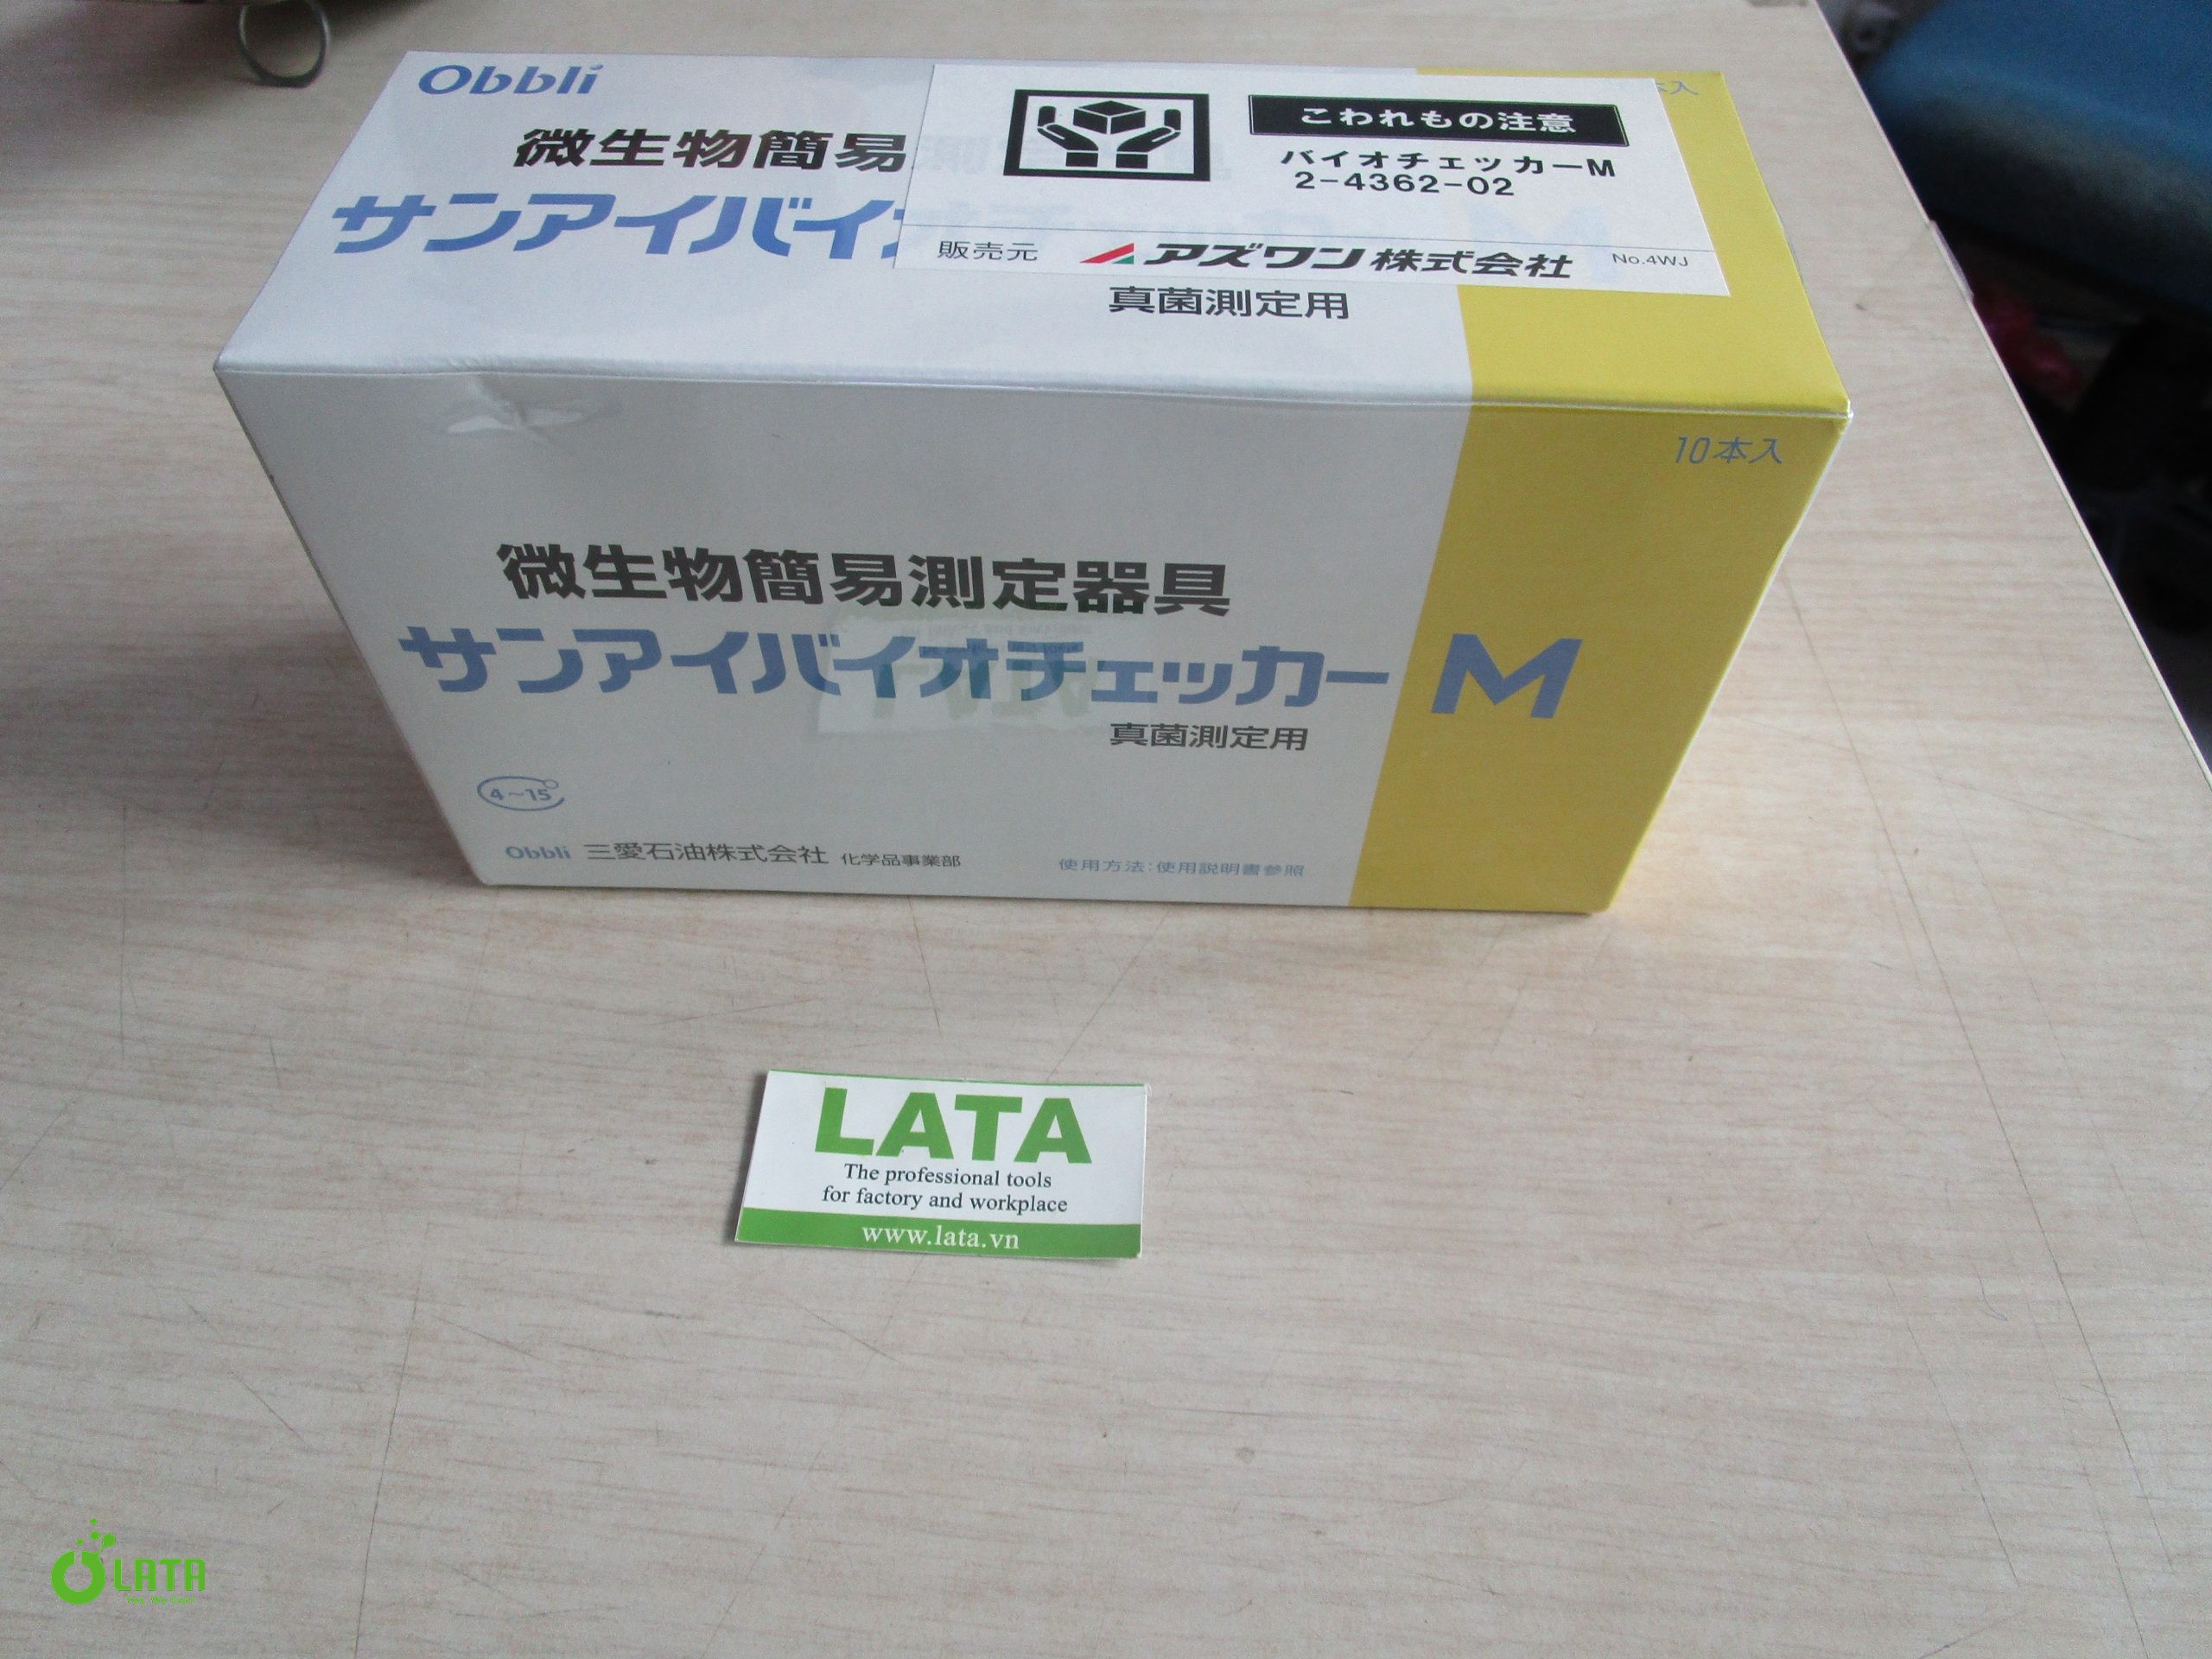 Obbli
微生物簡易
サンアイバイ
本入
こわれもの注意
バイオチェッカーM
2-4362-02
販売元 アズワン株式会社 No.4WJ
真菌測定用
10本入
微生物簡易測定器具
サンアイバイオチェッカー M
真菌測定用
4~15°
Obbli 三愛石油株式会社 化学品事業部
使用方法:使用説明書参照
LATA
The professional tools
for factory and workplace
www.lata.vn
LATA